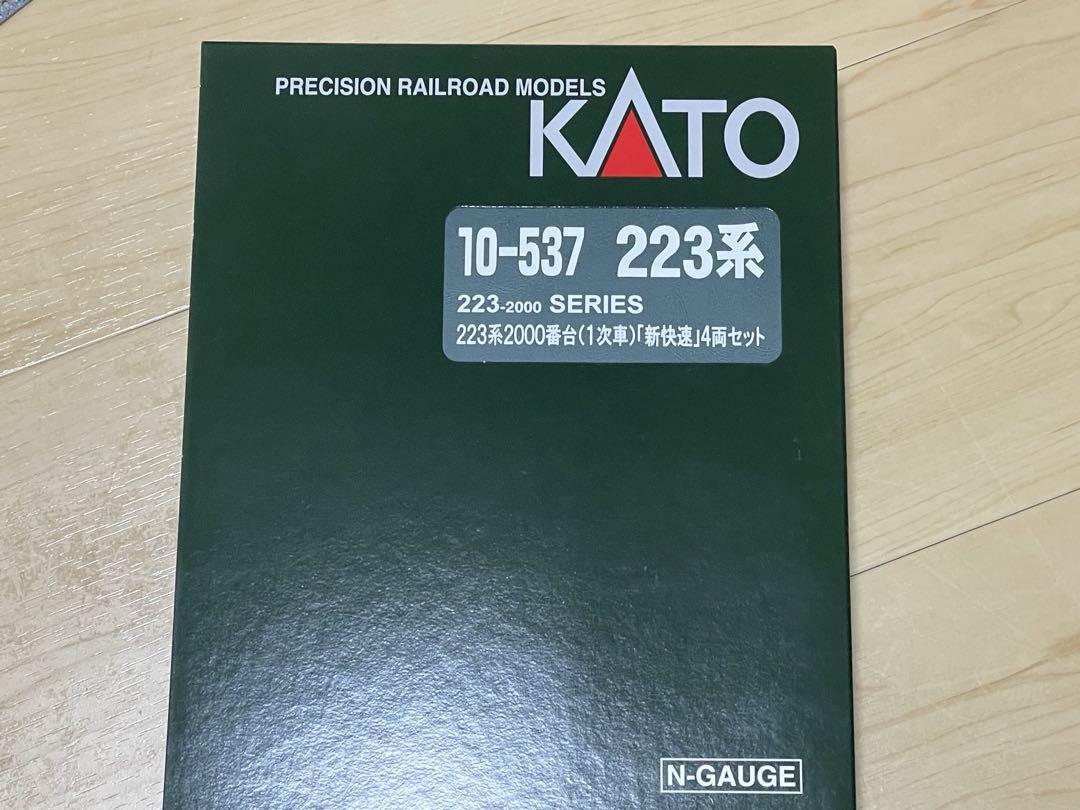 PRECISION RAILROAD MODELS
KATO
10-537 223系
223-2000 SERIES
223系2000番台(1次車)「新快速」4両セット
N-GAUGE